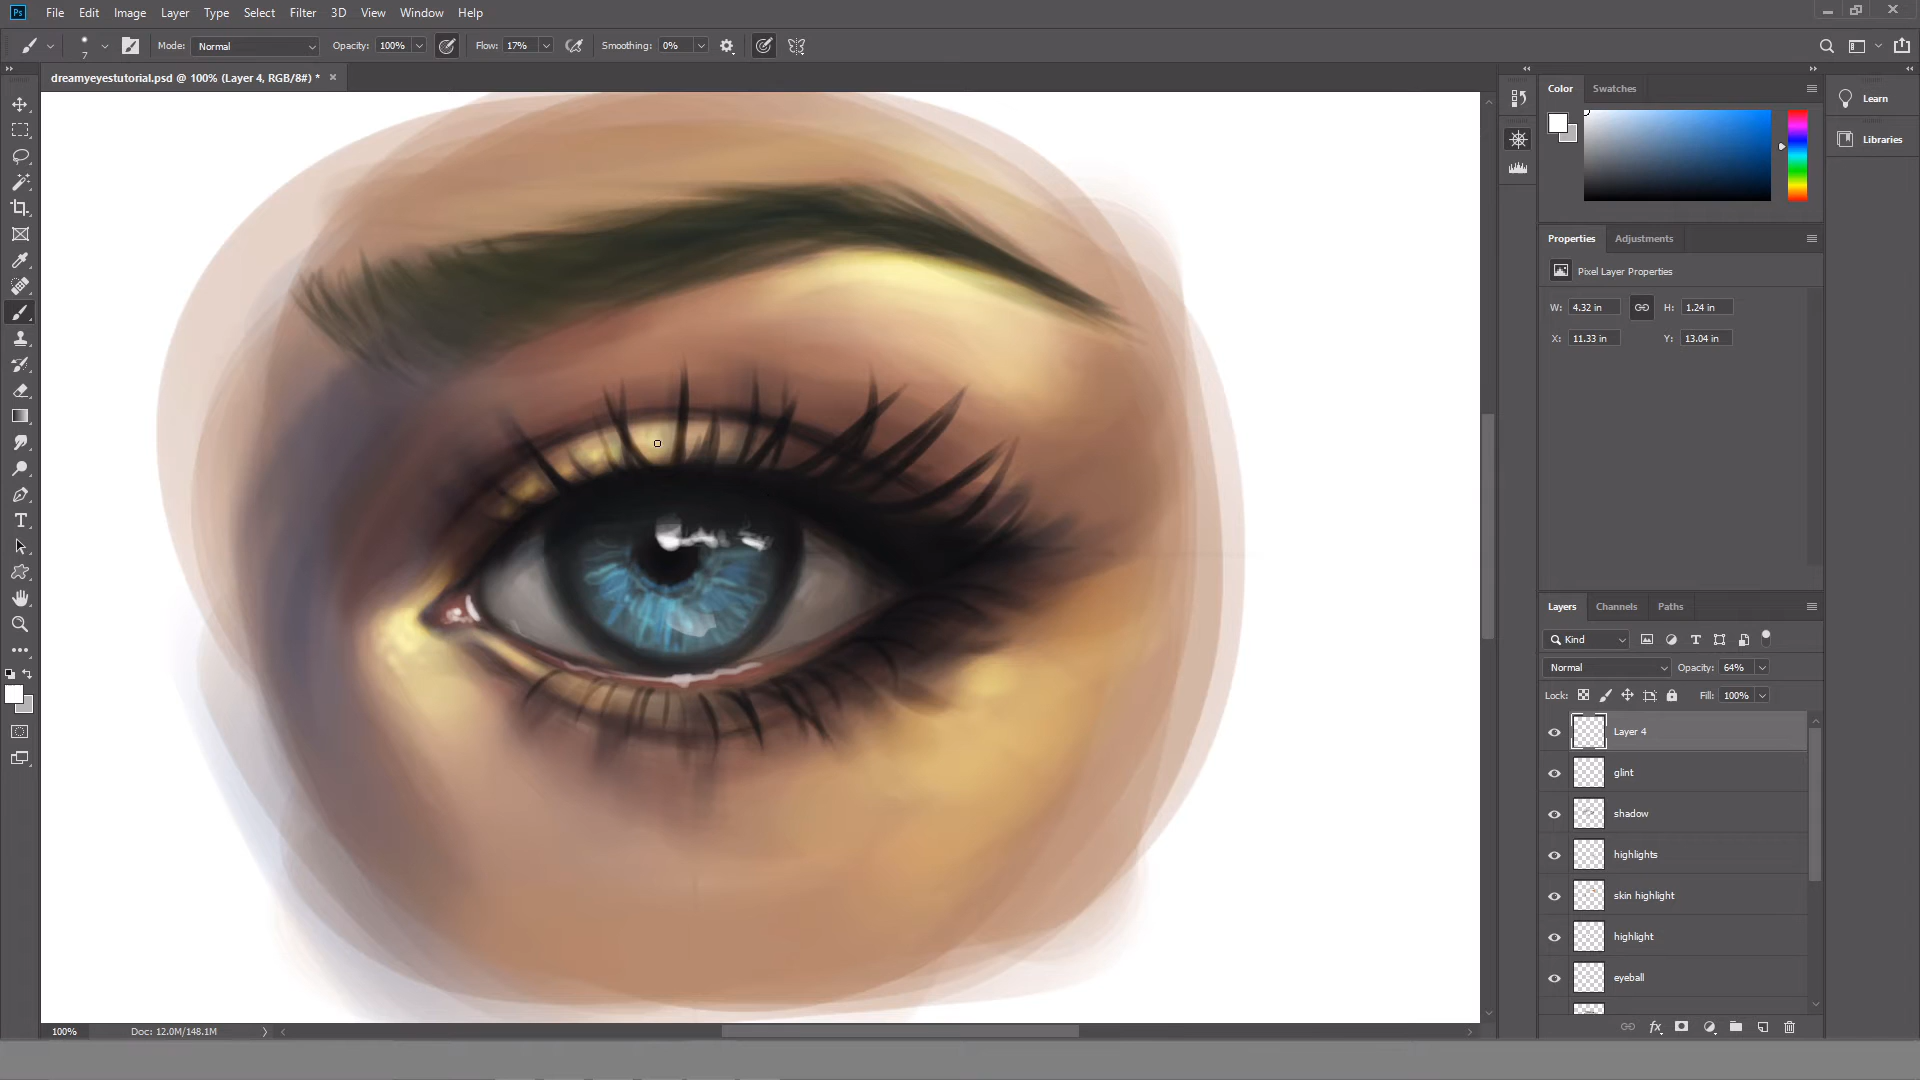 Ps File Edit Image Layer Type Select Filter 3D View Window Help
7 Mode: Normal Opacity: 100% Flow: 17% Smoothing: 0%
dreamyeyestutorial.psd @ 100% (Layer 4, RGB/8#) *
Color Swatches
Learn
Libraries
Properties Adjustments
Pixel Layer Properties
W: 4.32 in H: 1.24 in
X: 11.33 in Y: 13.04 in
Layers Channels Paths
Kind
Normal Opacity: 64%
Lock: Fill: 100%
Layer 4
glint
shadow
highlights
skin highlight
highlight
eyeball
100% Doc: 12.0M/148.1M